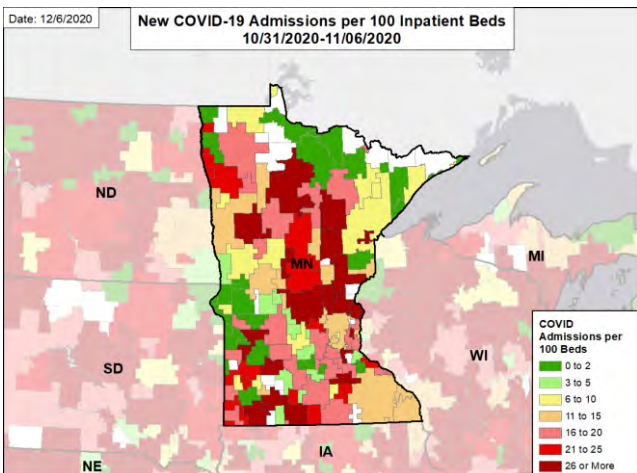 Date: 12/6/2020
New COVID-19 Admissions per 100 Inpatient Beds
10/31/2020-11/06/2020
ND
MN
MI
SD
WI
NE
IA
COVID
Admissions per
100 Beds
0 to 2
3 to 5
6 to 10
11 to 15
16 to 20
21 to 25
26 or More